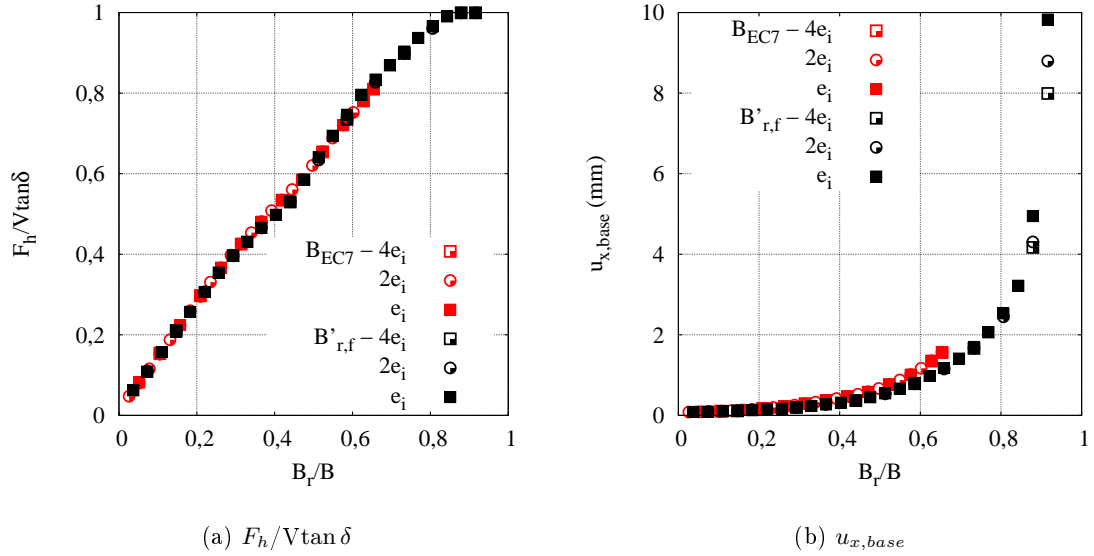 1
0,8
0,6
0,4
0,2
0
0 0,2 0,4 0,6 0,8 1
F_h/Vtanδ
B_r/B
B_EC7 – 4e_i
2e_i
e_i
B'_r,f – 4e_i
2e_i
e_i
(a) F_h/Vtan δ
10
8
6
4
2
0
0 0,2 0,4 0,6 0,8 1
u_x,base (mm)
B_r/B
B_EC7 – 4e_i
2e_i
e_i
B'_r,f – 4e_i
2e_i
e_i
(b) u_x,base